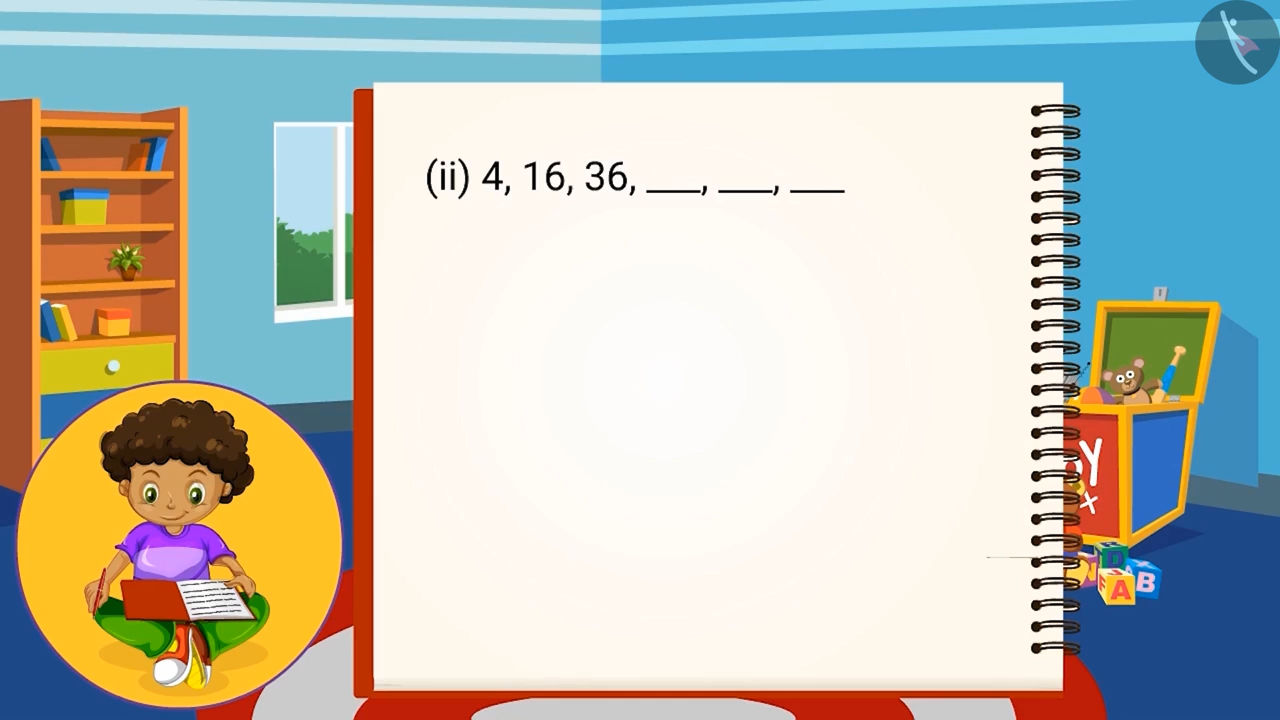 (ii) 4, 16, 36, ___, ___, ___
D
A
B